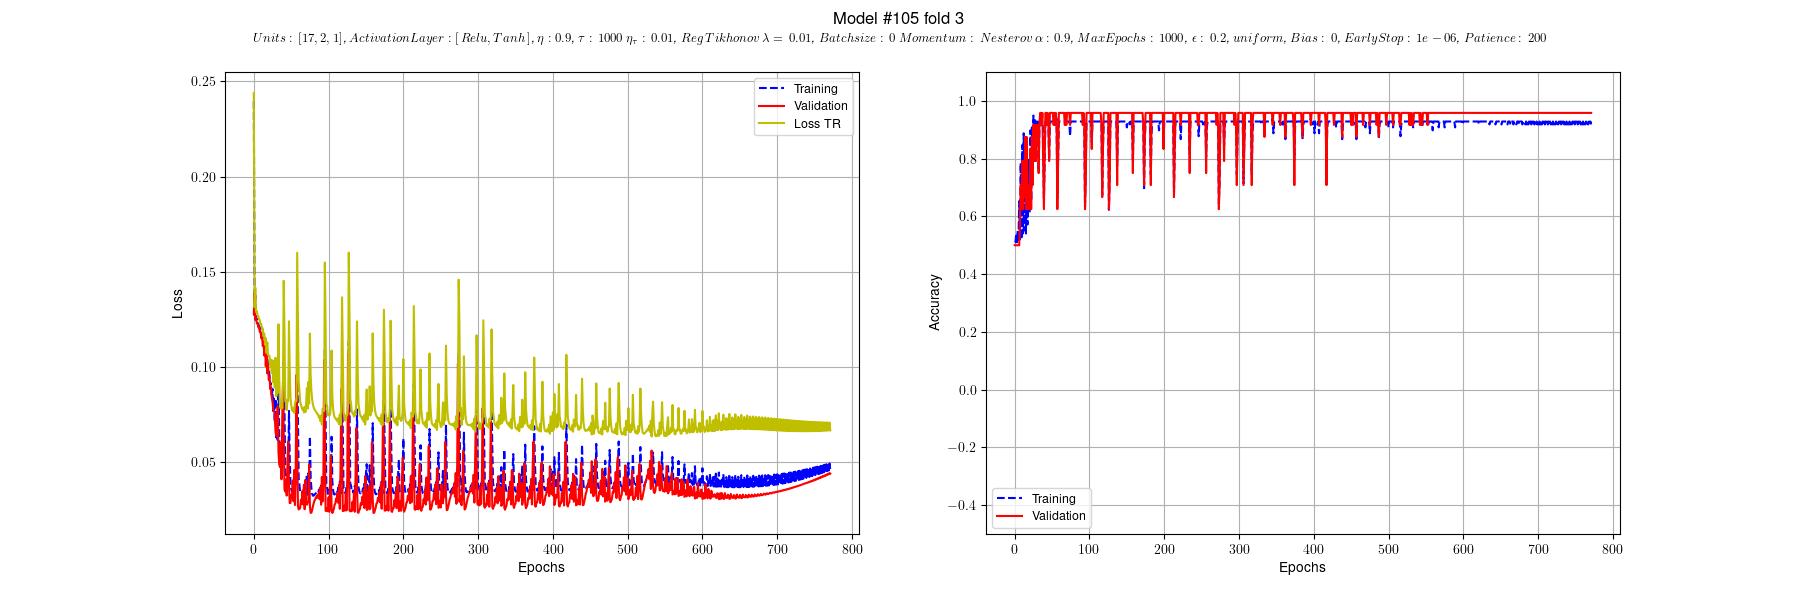 Model #105 fold 3
Units : [17, 2, 1], ActivationLayer : [ Relu, Tanh], η : 0.9, τ : 1000 η_τ : 0.01, RegTikhonov λ = 0.01, Batchsize : 0 Momentum : Nesterov α : 0.9, MaxEpochs : 1000, ϵ : 0.2, uniform, Bias : 0, EarlyStop : 1e − 06, Patience : 200
0.25
0.20
0.15
0.10
0.05
Loss
0 100 200 300 400 500 600 700 800
Epochs
Training
Validation
Loss TR
1.0
0.8
0.6
0.4
0.2
0.0
−0.2
−0.4
Accuracy
0 100 200 300 400 500 600 700 800
Epochs
Training
Validation